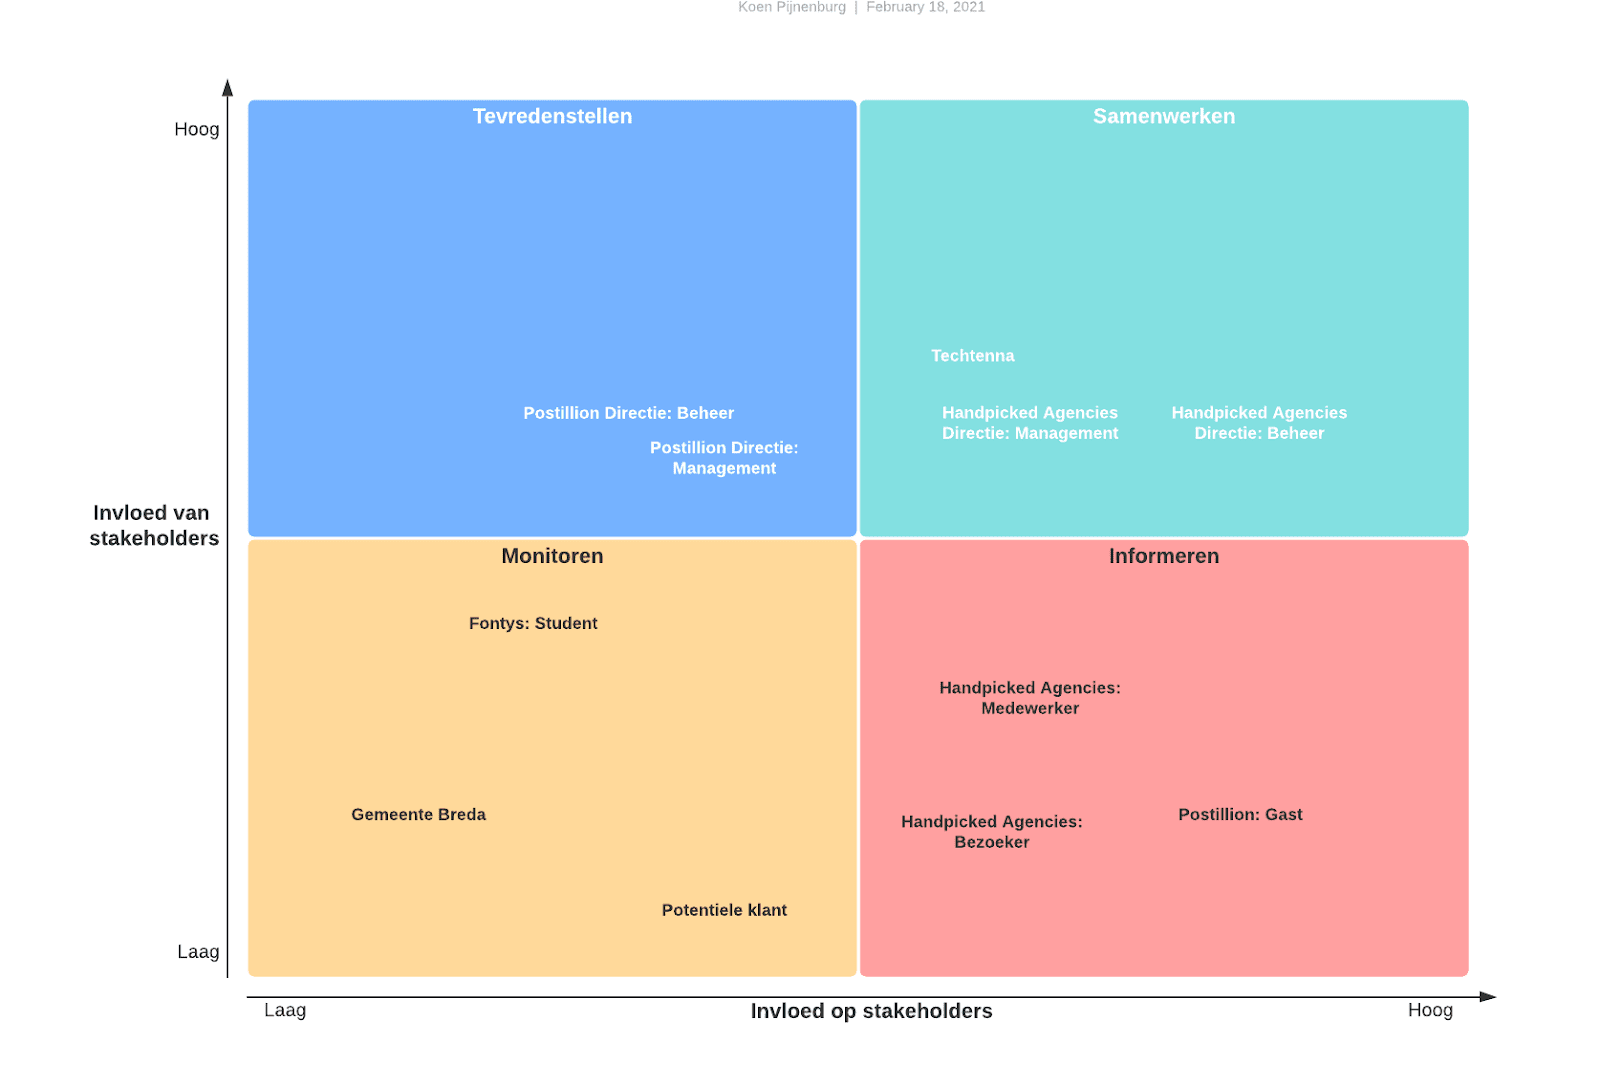 Koen Pijnenburg | February 18, 2021
Hoog
Tevredenstellen
Samenwerken
Techtenna
Postillion Directie: Beheer
Postillion Directie:
Management
Handpicked Agencies
Directie: Management
Handpicked Agencies
Directie: Beheer
Invloed van
stakeholders
Monitoren
Informeren
Fontys: Student
Handpicked Agencies:
Medewerker
Gemeente Breda
Handpicked Agencies:
Bezoeker
Postillion: Gast
Potentiele klant
Laag
Laag
Invloed op stakeholders
Hoog